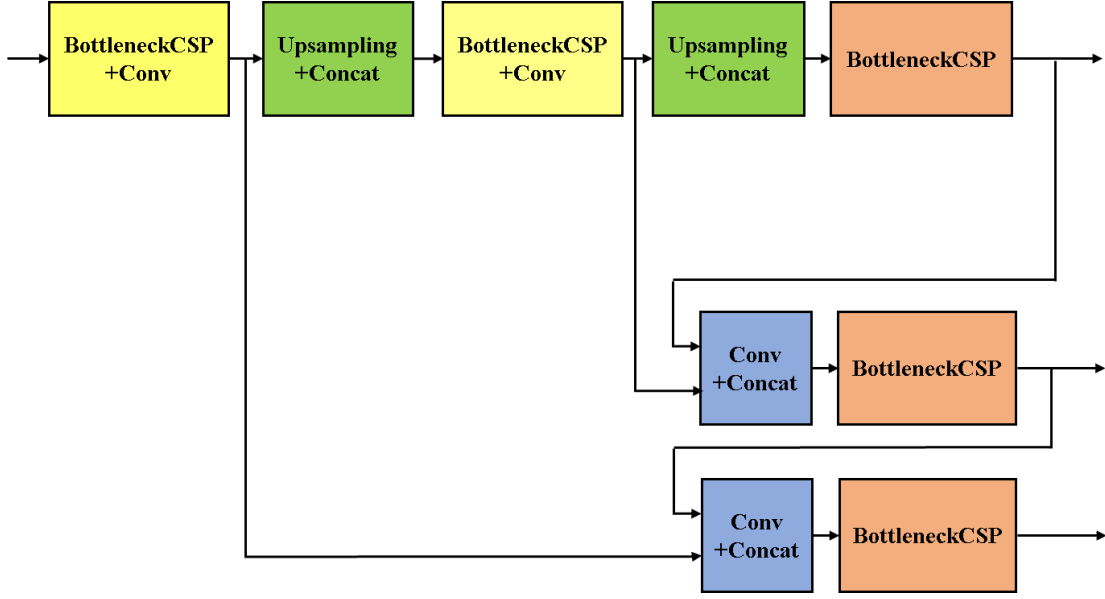 BottleneckCSP
+Conv
Upsampling
+Concat
BottleneckCSP
+Conv
Upsampling
+Concat
BottleneckCSP
Conv
+Concat
BottleneckCSP
Conv
+Concat
BottleneckCSP